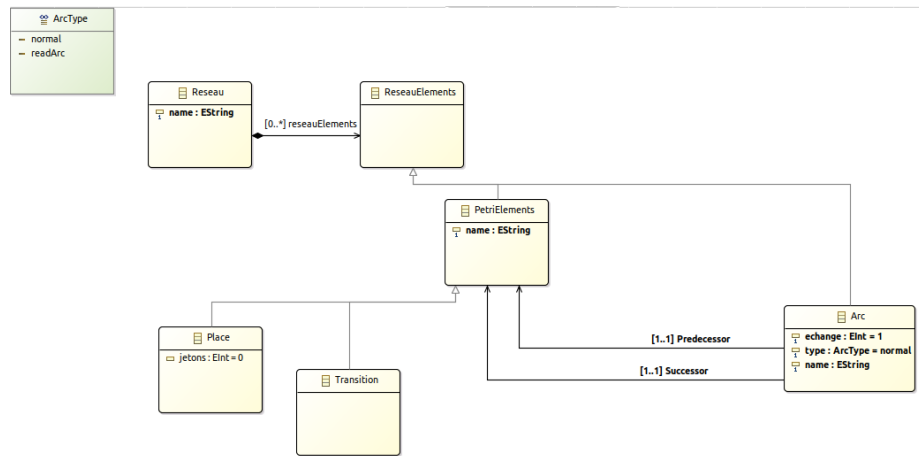 ArcType
normal
readArc
Reseau
name : EString
[0..*] reseauElements
ReseauElements
PetriElements
name : EString
Place
jetons : EInt = 0
Transition
[1..1] Predecessor
[1..1] Successor
Arc
echange : EInt = 1
type : ArcType = normal
name : EString